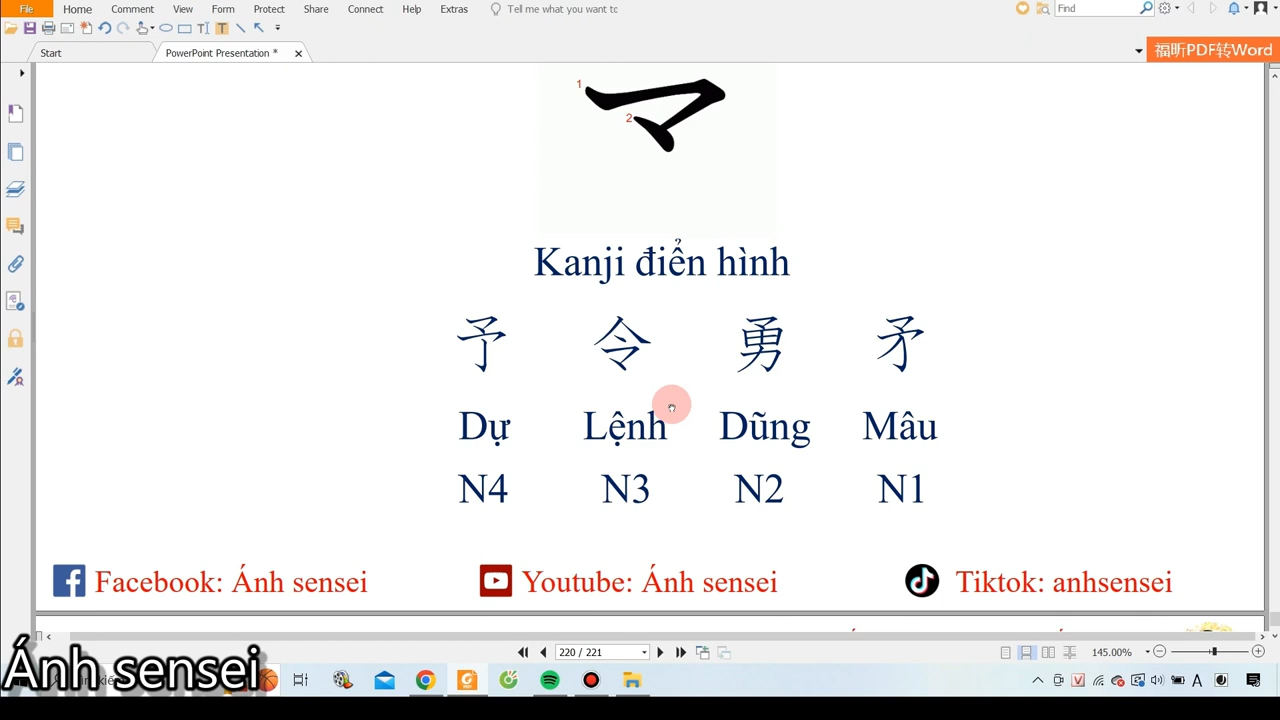 File Home Comment View Form Protect Share Connect Help Extras Tell me what you want to Find
Start PowerPoint Presentation * 福昕PDF转Word
1
2
マ
Kanji điển hình
予 令 勇 矛
Dự Lệnh Dũng Mâu
N4 N3 N2 N1
Facebook: Ánh sensei Youtube: Ánh sensei Tiktok: anhsensei
220 / 221 145.00%
Ánh sensei